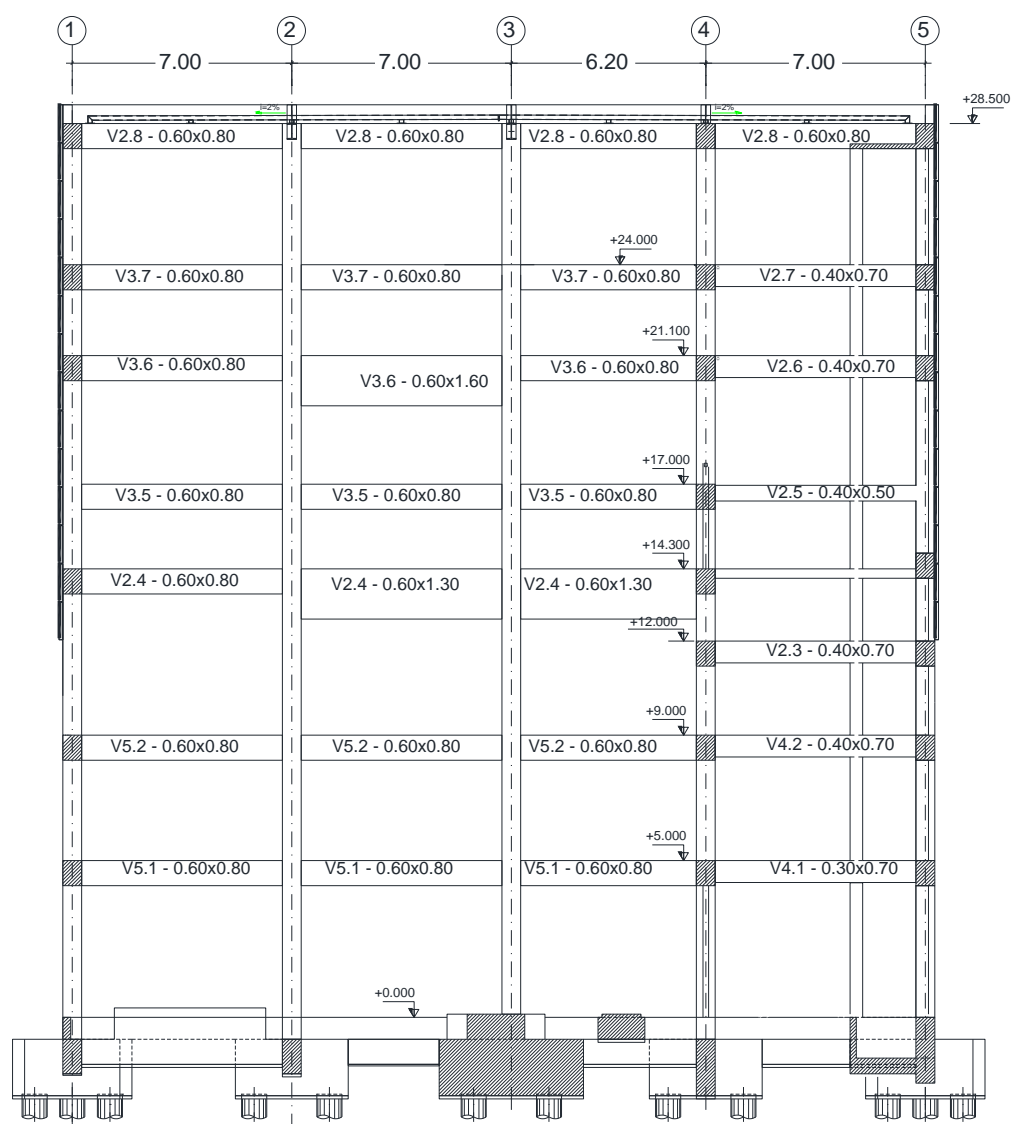 1 2 3 4 5
7.00 7.00 6.20 7.00
+28.500
i=2% i=2%
V2.8 - 0.60x0.80 V2.8 - 0.60x0.80 V2.8 - 0.60x0.80 V2.8 - 0.60x0.80
+24.000
V3.7 - 0.60x0.80 V3.7 - 0.60x0.80 V3.7 - 0.60x0.80 V2.7 - 0.40x0.70
+21.100
V3.6 - 0.60x0.80 V3.6 - 0.60x1.60 V3.6 - 0.60x0.80 V2.6 - 0.40x0.70
+17.000
V3.5 - 0.60x0.80 V3.5 - 0.60x0.80 V3.5 - 0.60x0.80 V2.5 - 0.40x0.50
+14.300
V2.4 - 0.60x0.80 V2.4 - 0.60x1.30 V2.4 - 0.60x1.30
+12.000
V2.3 - 0.40x0.70
+9.000
V5.2 - 0.60x0.80 V5.2 - 0.60x0.80 V5.2 - 0.60x0.80 V4.2 - 0.40x0.70
+5.000
V5.1 - 0.60x0.80 V5.1 - 0.60x0.80 V5.1 - 0.60x0.80 V4.1 - 0.30x0.70
+0.000